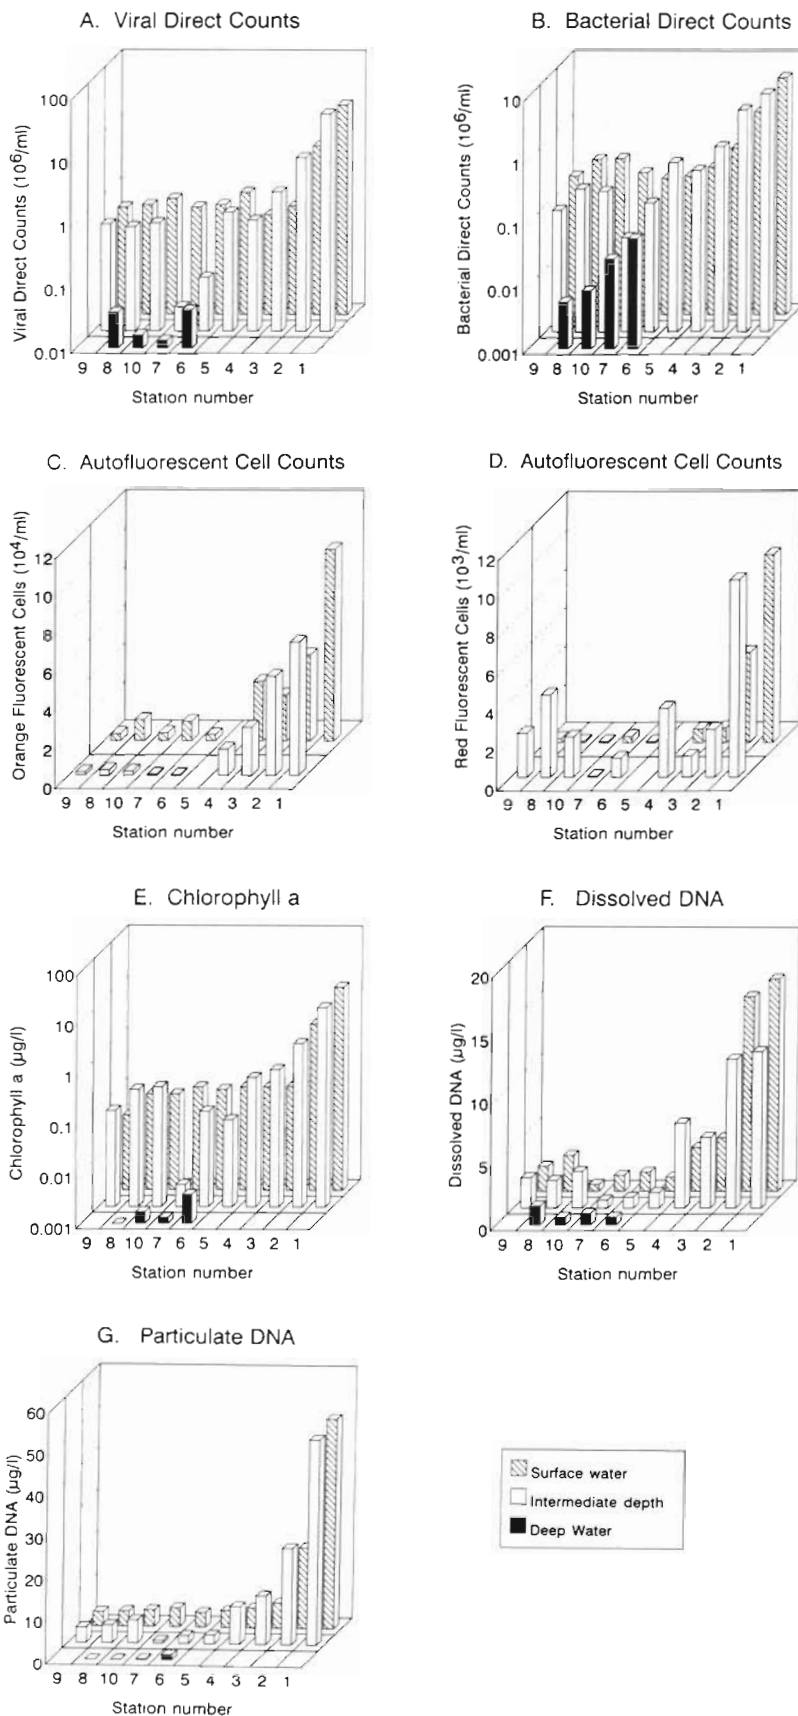 A. Viral Direct Counts
Viral Direct Counts (10⁶/ml)
100
10
1
0.1
0.01
9 8 10 7 6 5 4 3 2 1
Station number
B. Bacterial Direct Counts
Bacterial Direct Counts (10⁶/ml)
10
1
0.1
0.01
0.001
9 8 10 7 6 5 4 3 2 1
Station number
C. Autofluorescent Cell Counts
Orange Fluorescent Cells (10⁴/ml)
12
10
8
6
4
2
0
9 8 10 7 6 5 4 3 2 1
Station number
D. Autofluorescent Cell Counts
Red Fluorescent Cells (10³/ml)
12
10
8
6
4
2
0
9 8 10 7 6 5 4 3 2 1
Station number
E. Chlorophyll a
Chlorophyll a (µg/l)
100
10
1
0.1
0.01
0.001
9 8 10 7 6 5 4 3 2 1
Station number
F. Dissolved DNA
Dissolved DNA (µg/l)
20
15
10
5
0
9 8 10 7 6 5 4 3 2 1
Station number
G. Particulate DNA
Particulate DNA (µg/l)
60
50
40
30
20
10
0
9 8 10 7 6 5 4 3 2 1
Station number
Surface water
Intermediate depth
Deep Water